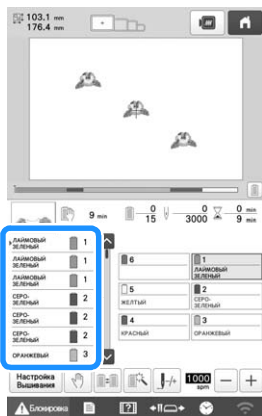 103.1 mm
176.4 mm
9 min
0
15
0
3000
0 min
9
ЛАЙМОВЫЙ
ЗЕЛЕНЫЙ
1
ЛАЙМОВЫЙ
ЗЕЛЕНЫЙ
1
ЛАЙМОВЫЙ
ЗЕЛЕНЫЙ
1
СЕРО-
ЗЕЛЕНЫЙ
2
СЕРО-
ЗЕЛЕНЫЙ
2
СЕРО-
ЗЕЛЕНЫЙ
2
ОРАНЖЕВЫЙ
3
6
1
ЛАЙМОВЫЙ
ЗЕЛЕНЫЙ
5
ЖЕЛТЫЙ
2
СЕРО-
ЗЕЛЕНЫЙ
4
КРАСНЫЙ
3
ОРАНЖЕВЫЙ
Настройка
Вышивания
1000
spm
Блокировка